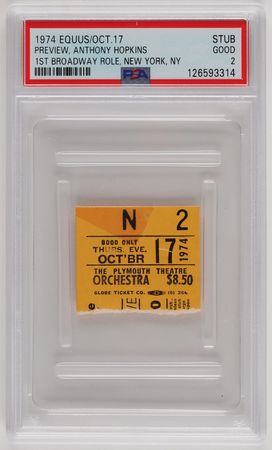 1974 EQUUS/OCT.17 STUB
PREVIEW, ANTHONY HOPKINS GOOD
1ST BROADWAY ROLE, NEW YORK, NY 2
PSA 126593314
N 2
GOOD ONLY
THURS. EVE.
OCT'BR 17 1974
THE PLYMOUTH THEATRE
ORCHESTRA $8.50
GLOBE TICKET CO.